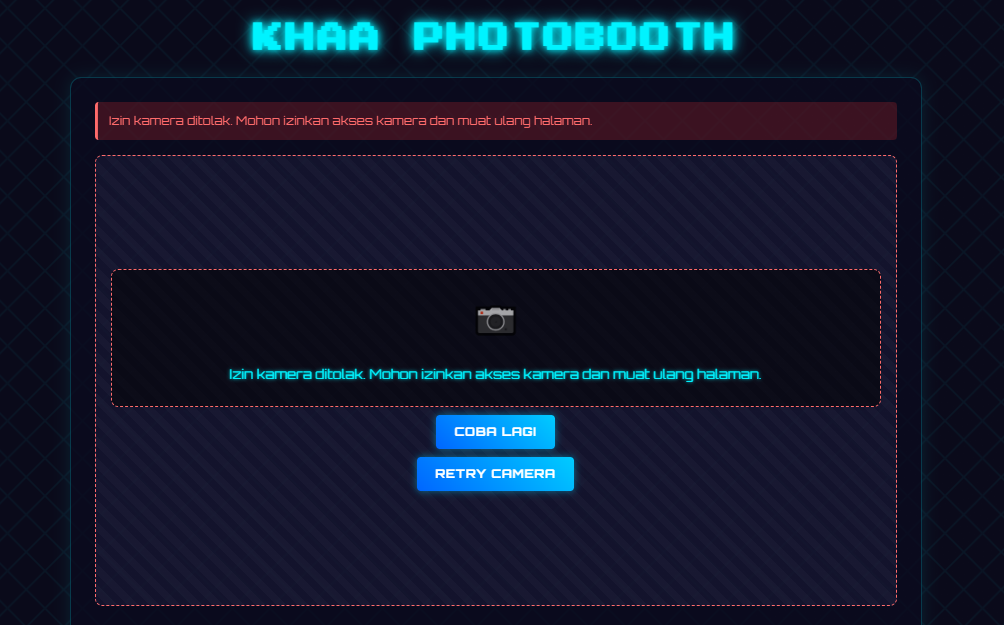 KHAA PHOTOBOOTH
Izin kamera ditolak. Mohon izinkan akses kamera dan muat ulang halaman.
Izin kamera ditolak. Mohon izinkan akses kamera dan muat ulang halaman.
COBA LAGI
RETRY CAMERA